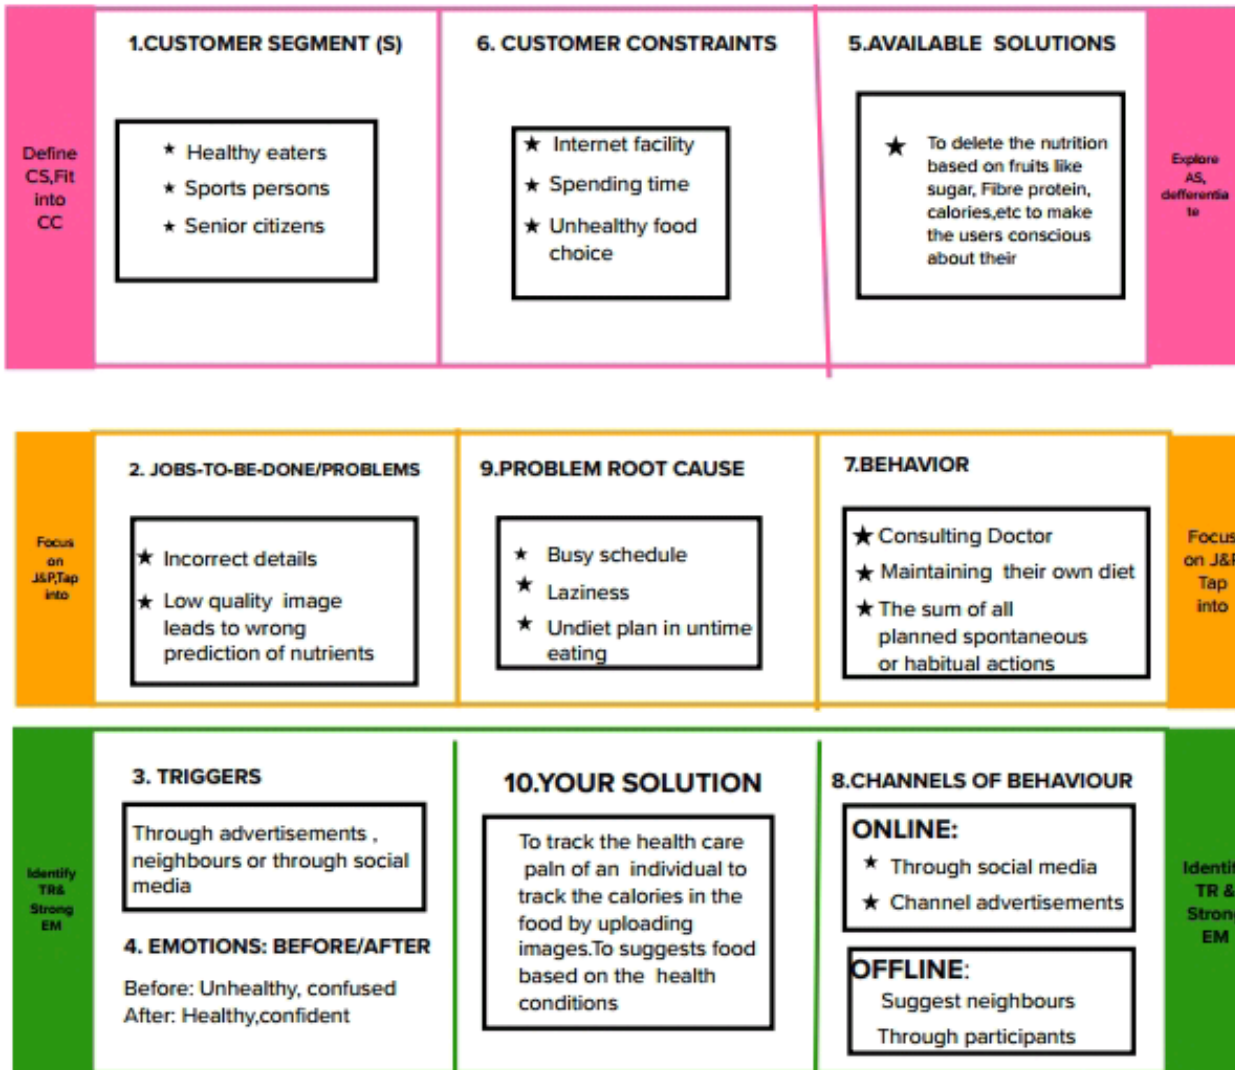 Define
CS,Fit
into
CC
1.CUSTOMER SEGMENT (S)
★ Healthy eaters
★ Sports persons
★ Senior citizens
6. CUSTOMER CONSTRAINTS
★ Internet facility
★ Spending time
★ Unhealthy food
choice
5.AVAILABLE SOLUTIONS
★ To delete the nutrition
based on fruits like
sugar, Fibre protein,
calories,etc to make
the users conscious
about their
Explore
AS,
defferentia
te
Focus
on
J&P,Tap
into
2. JOBS-TO-BE-DONE/PROBLEMS
★ Incorrect details
★ Low quality image
leads to wrong
prediction of nutrients
9.PROBLEM ROOT CAUSE
★ Busy schedule
★ Laziness
★ Undiet plan in untime
eating
7.BEHAVIOR
★ Consulting Doctor
★ Maintaining their own diet
★ The sum of all
planned spontaneous
or habitual actions
Focus
on J&P
Tap
into
Identify
TR&
Strong
EM
3. TRIGGERS
Through advertisements ,
neighbours or through social
media
4. EMOTIONS: BEFORE/AFTER
Before: Unhealthy, confused
After: Healthy,confident
10.YOUR SOLUTION
To track the health care
paln of an individual to
track the calories in the
food by uploading
images.To suggests food
based on the health
conditions
8.CHANNELS OF BEHAVIOUR
ONLINE:
★ Through social media
★ Channel advertisements
OFFLINE:
Suggest neighbours
Through participants
Identify
TR &
Strong
EM